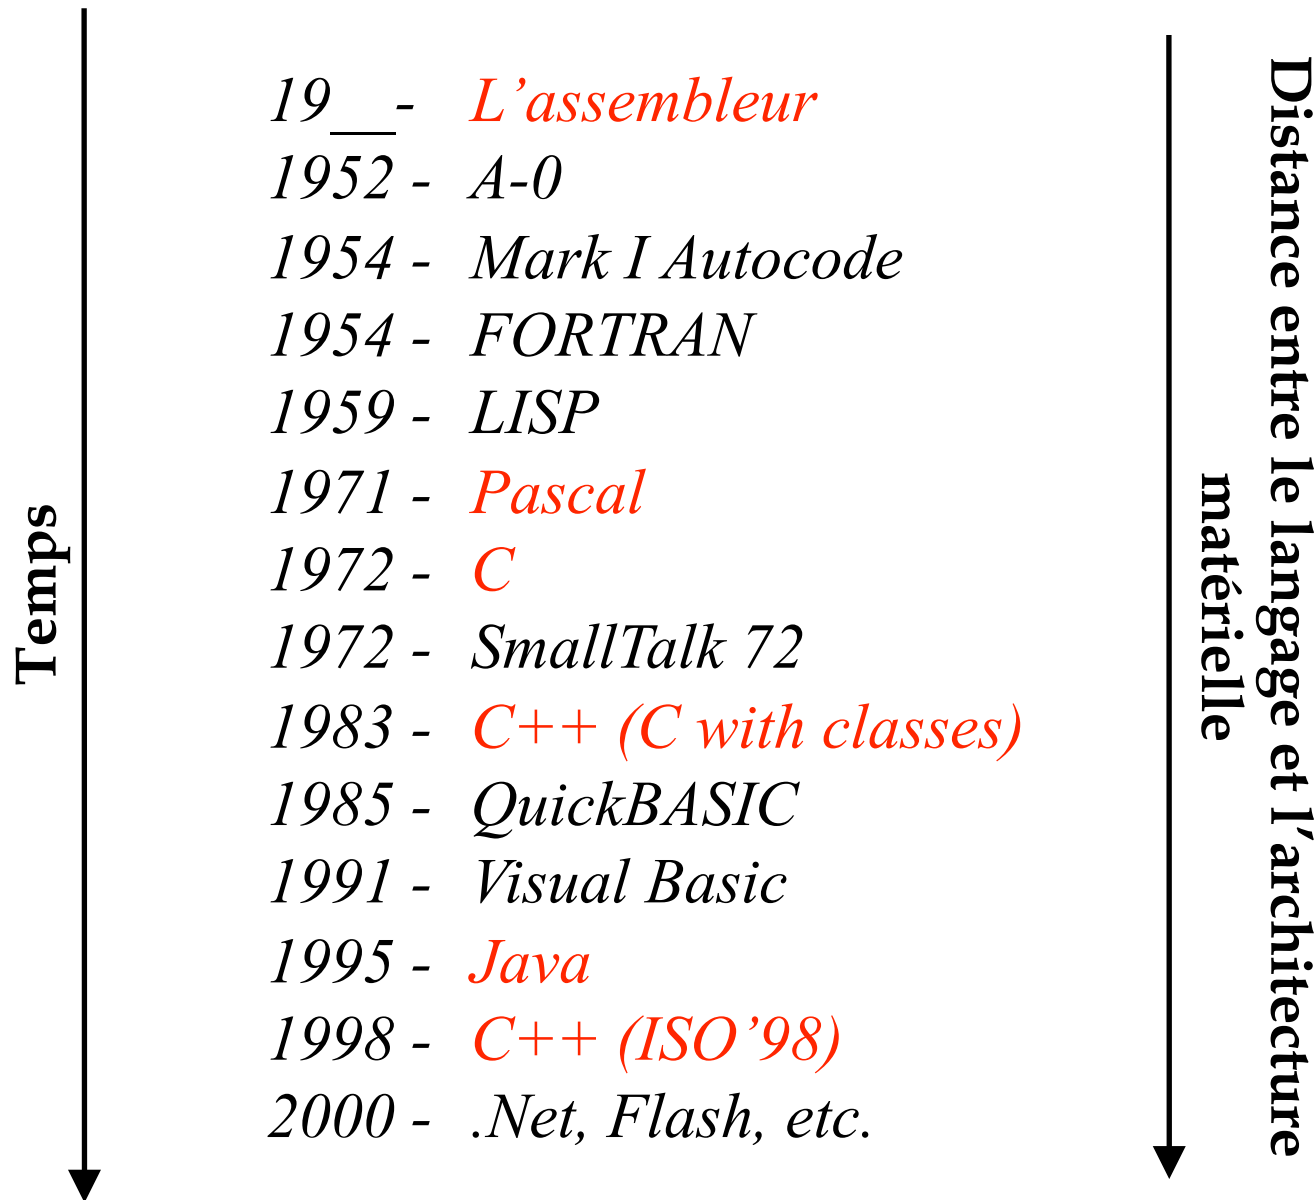 Temps
19__- L’assembleur
1952 - A-0
1954 - Mark I Autocode
1954 - FORTRAN
1959 - LISP
1971 - Pascal
1972 - C
1972 - SmallTalk 72
1983 - C++ (C with classes)
1985 - QuickBASIC
1991 - Visual Basic
1995 - Java
1998 - C++ (ISO’98)
2000 - .Net, Flash, etc.
Distance entre le langage et l’architecture
matérielle